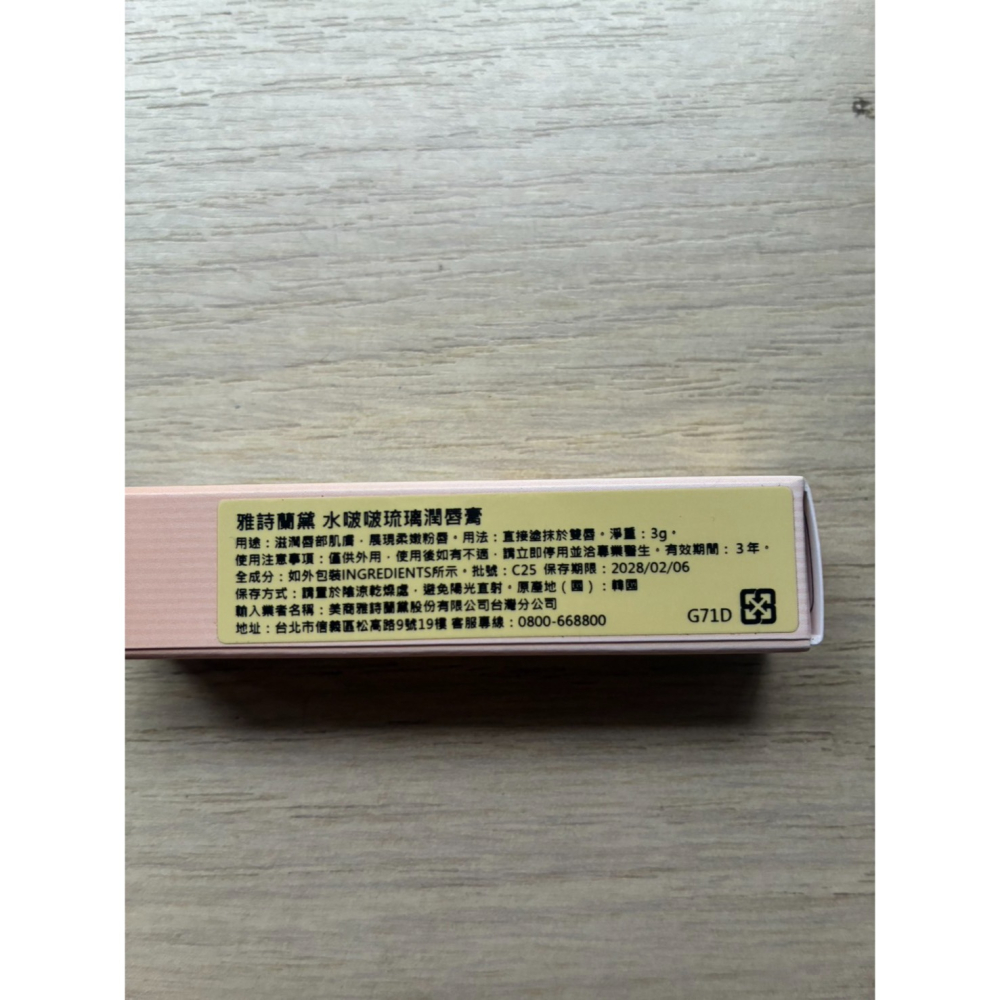 雅詩蘭黛 水啵啵琉璃潤唇膏
用途：滋潤唇部肌膚，展現柔嫩粉唇。用法：直接塗抹於雙唇。淨重：3g。
使用注意事項：僅供外用，使用後如有不適，請立即停用並洽專業醫生。有效期間：3年。
全成分：如外包裝INGREDIENTS所示。批號：C25 保存期限：2028/02/06
保存方式：請置於陰涼乾燥處，避免陽光直射。原產地（國）：韓國
輸入業者名稱：美商雅詩蘭黛股份有限公司台灣分公司
地址：台北市信義區松高路9號19樓 客服專線：0800-668800
G71D